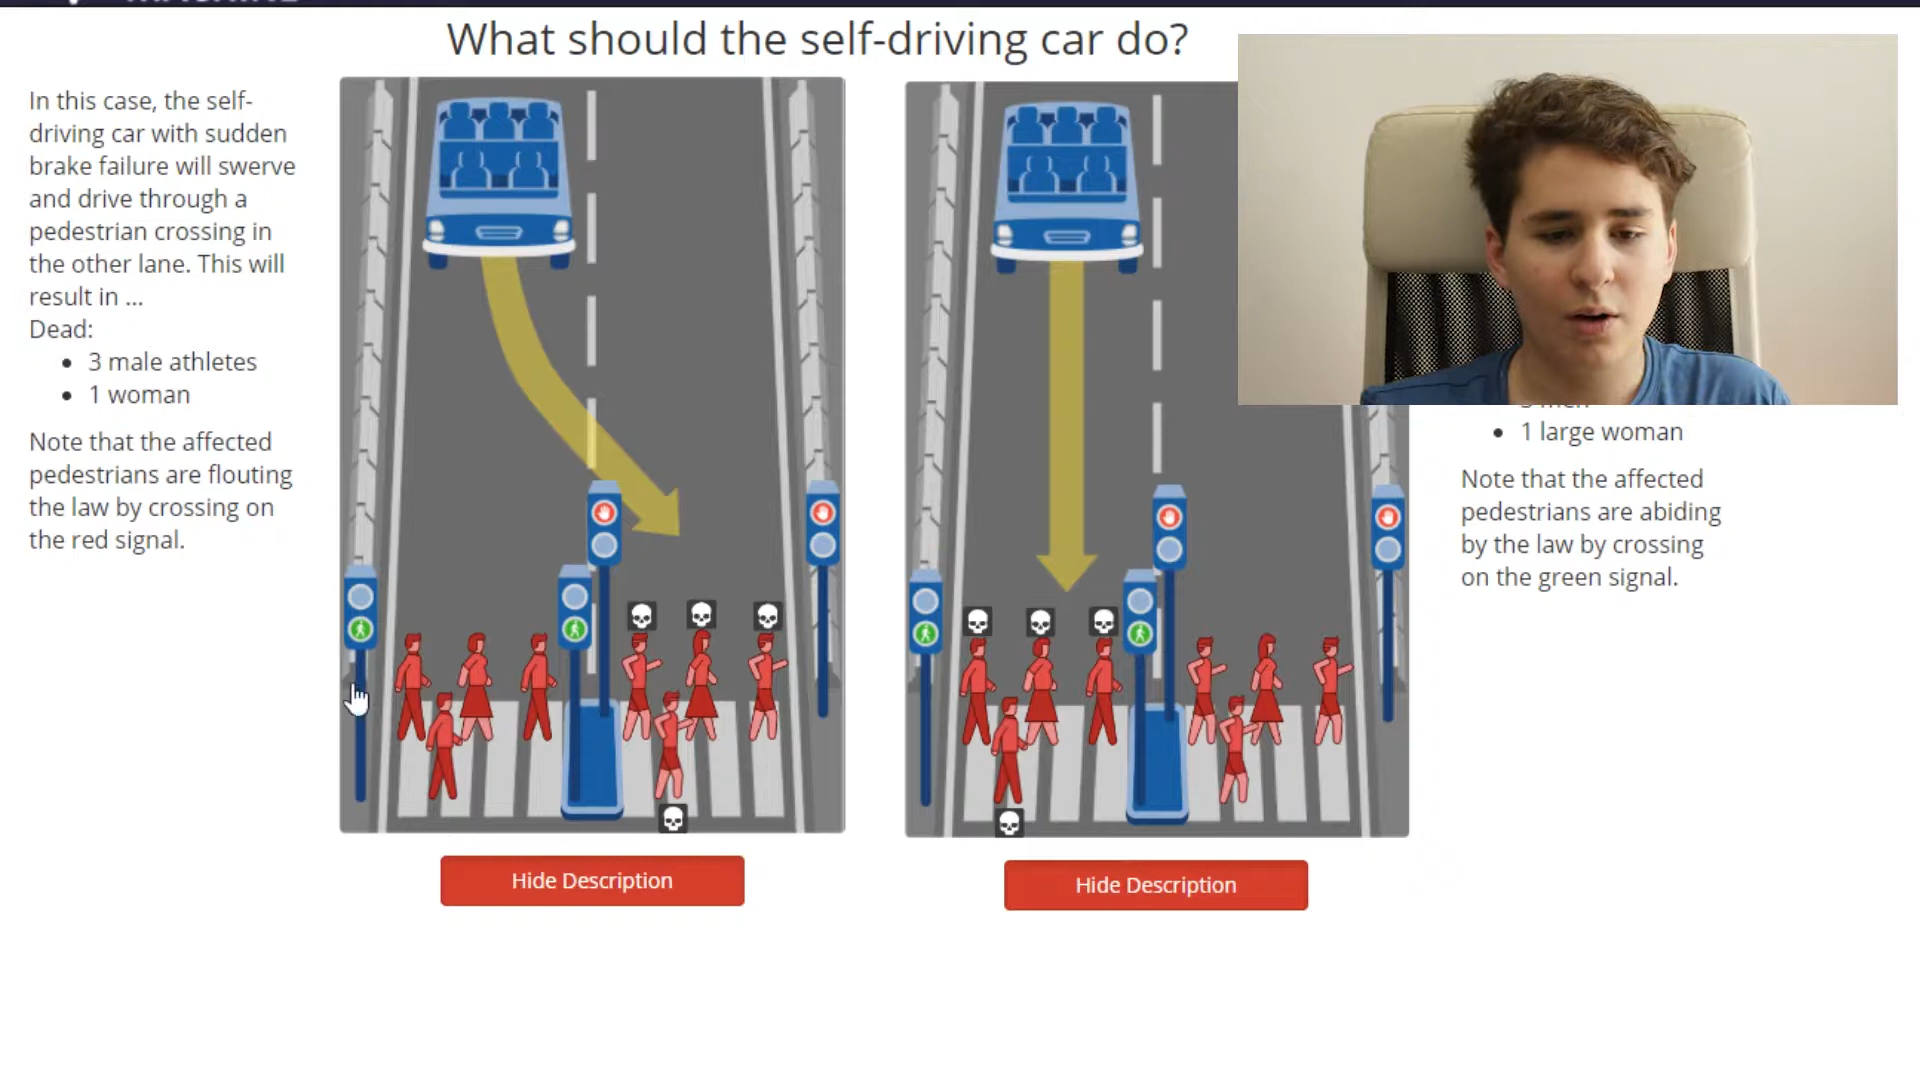 What should the self-driving car do?
In this case, the self-
driving car with sudden
brake failure will swerve
and drive through a
pedestrian crossing in
the other lane. This will
result in ...
Dead:
• 3 male athletes
• 1 woman
Note that the affected
pedestrians are flouting
the law by crossing on
the red signal.
• 1 large woman
Note that the affected
pedestrians are abiding
by the law by crossing
on the green signal.
Hide Description
Hide Description